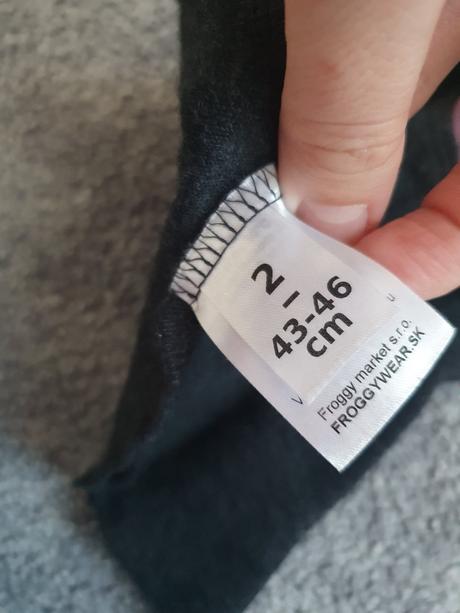 2
–
43-46
cm
Froggy market s.r.o.
FROGGYWEAR.SK